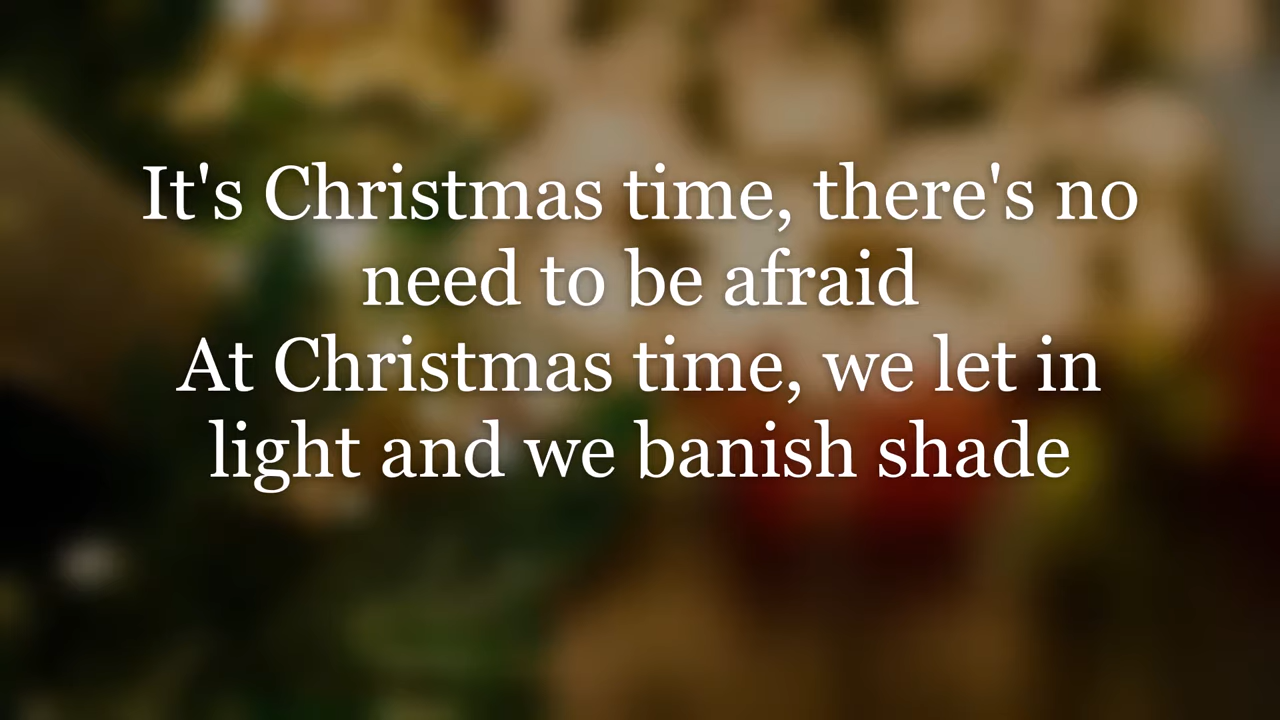 It's Christmas time, there's no
need to be afraid
At Christmas time, we let in
light and we banish shade